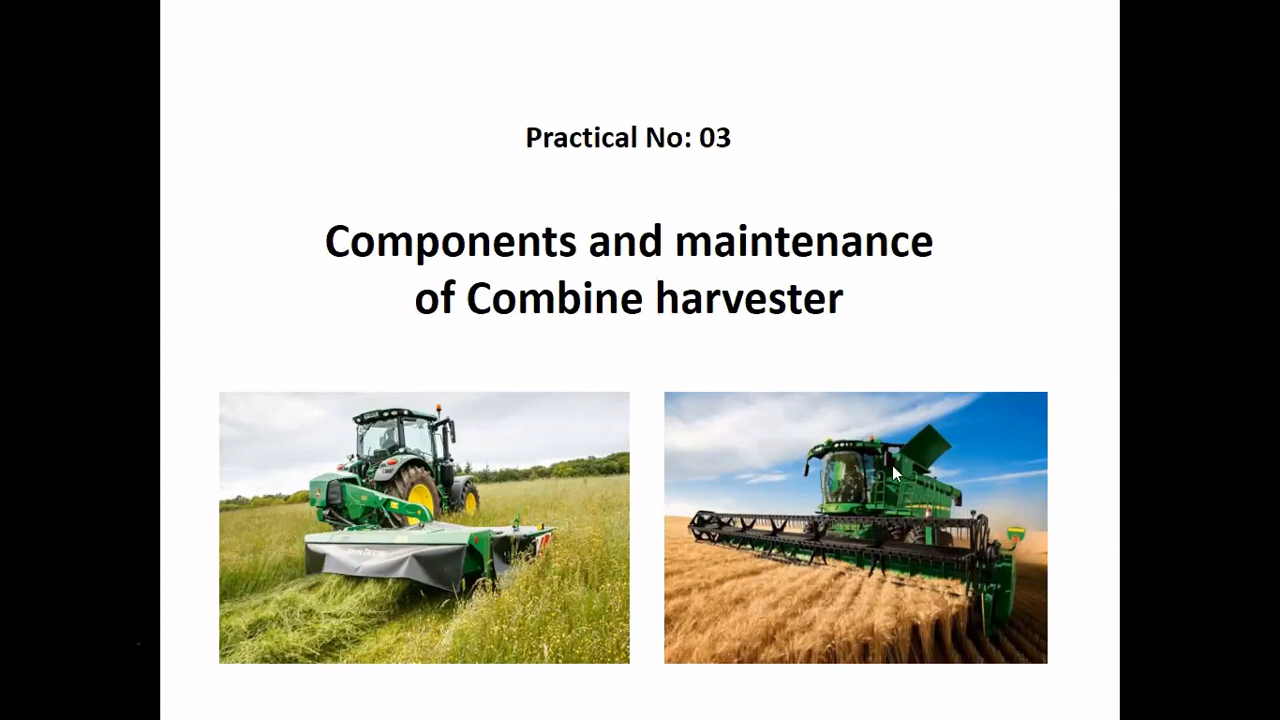 Practical No: 03
Components and maintenance
of Combine harvester